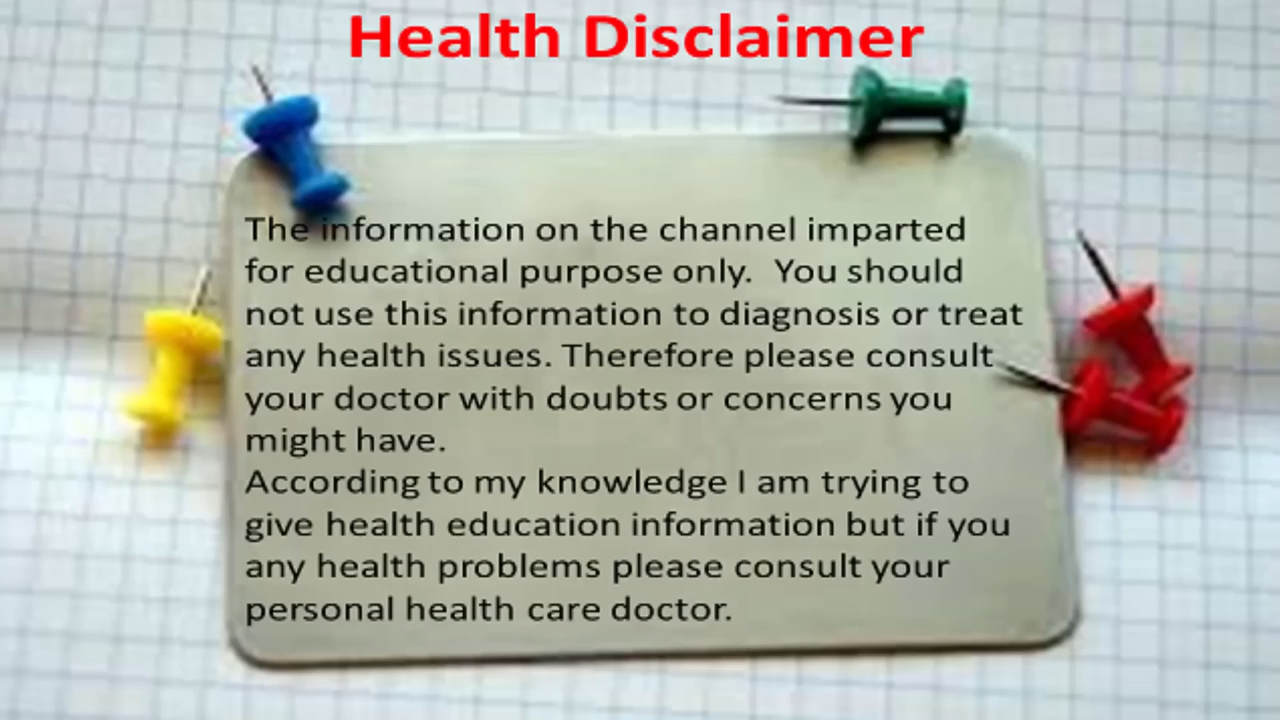 Health Disclaimer
The information on the channel imparted
for educational purpose only.  You should
not use this information to diagnosis or treat
any health issues. Therefore please consult
your doctor with doubts or concerns you
might have.
According to my knowledge I am trying to
give health education information but if you
any health problems please consult your
personal health care doctor.